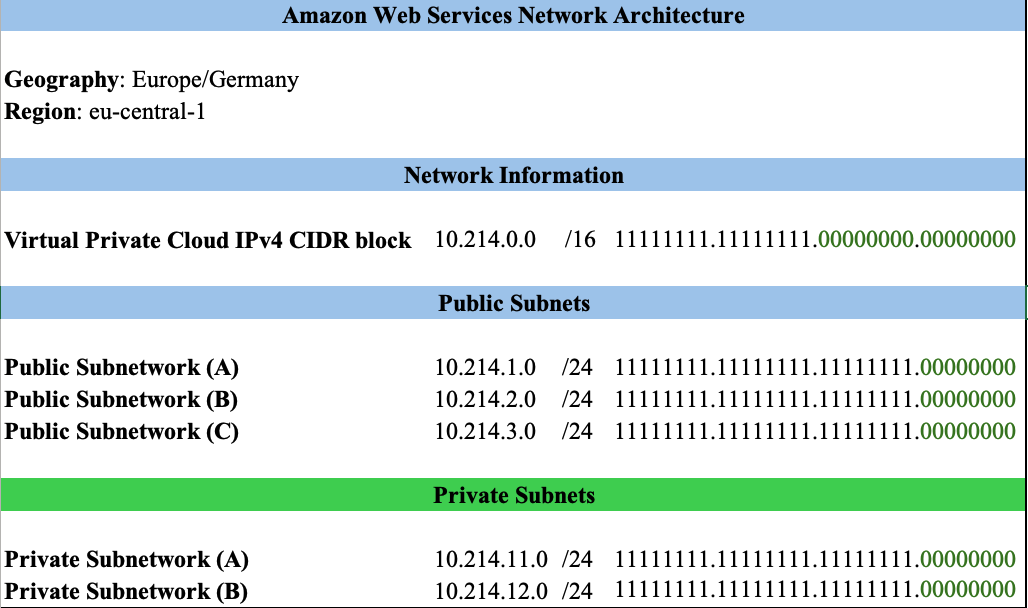 Amazon Web Services Network Architecture
Geography: Europe/Germany
Region: eu-central-1
Network Information
Virtual Private Cloud IPv4 CIDR block 10.214.0.0 /16 11111111.11111111.00000000.00000000
Public Subnets
Public Subnetwork (A) 10.214.1.0 /24 11111111.11111111.11111111.00000000
Public Subnetwork (B) 10.214.2.0 /24 11111111.11111111.11111111.00000000
Public Subnetwork (C) 10.214.3.0 /24 11111111.11111111.11111111.00000000
Private Subnets
Private Subnetwork (A) 10.214.11.0 /24 11111111.11111111.11111111.00000000
Private Subnetwork (B) 10.214.12.0 /24 11111111.11111111.11111111.00000000